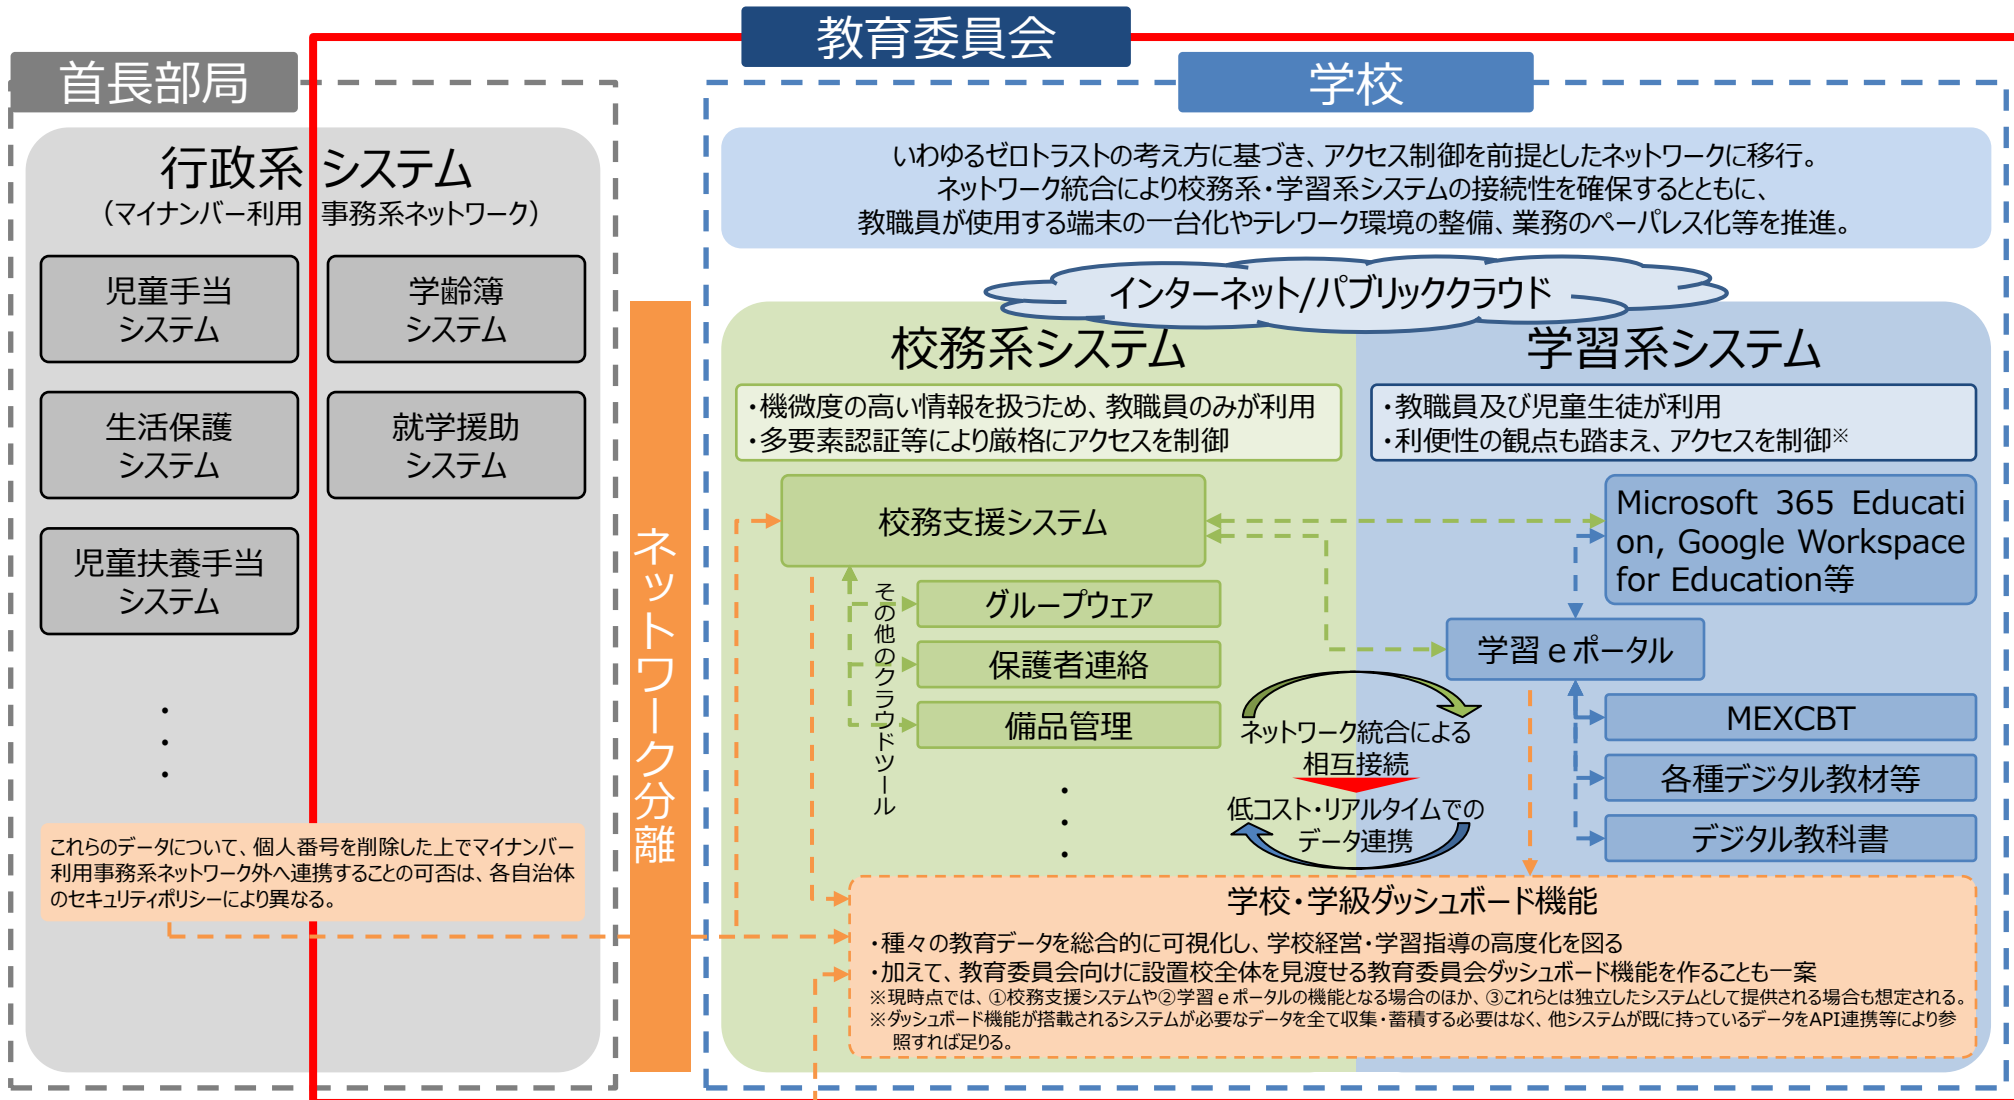 教育委員会
首長部局
学校
行政系システム
（マイナンバー利用事務系ネットワーク）
児童手当
システム
学齢簿
システム
生活保護
システム
就学援助
システム
児童扶養手当
システム
・
・
・
これらのデータについて、個人番号を削除した上でマイナンバー
利用事務系ネットワーク外へ連携することの可否は、各自治体
のセキュリティポリシーにより異なる。
ネットワーク分離
いわゆるゼロトラストの考え方に基づき、アクセス制御を前提としたネットワークに移行。
ネットワーク統合により校務系・学習系システムの接続性を確保するとともに、
教職員が使用する端末の一台化やテレワーク環境の整備、業務のペーパレス化等を推進。
インターネット/パブリッククラウド
校務系システム
・機微度の高い情報を扱うため、教職員のみが利用
・多要素認証等により厳格にアクセスを制御
校務支援システム
その他のクラウドツール
グループウェア
保護者連絡
備品管理
・
・
・
学習系システム
・教職員及び児童生徒が利用
・利便性の観点も踏まえ、アクセスを制御※
Microsoft 365 Educati
on, Google Workspace
for Education等
学習eポータル
MEXCBT
各種デジタル教材等
デジタル教科書
ネットワーク統合による
相互接続
低コスト・リアルタイムでの
データ連携
学校・学級ダッシュボード機能
・種々の教育データを総合的に可視化し、学校経営・学習指導の高度化を図る
・加えて、教育委員会向けに設置校全体を見渡せる教育委員会ダッシュボード機能を作ることも一案
※現時点では、①校務支援システムや②学習eポータルの機能となる場合のほか、③これらとは独立したシステムとして提供される場合も想定される。
※ダッシュボード機能が搭載されるシステムが必要なデータを全て収集・蓄積する必要はなく、他システムが既に持っているデータをAPI連携等により参
照すれば足りる。